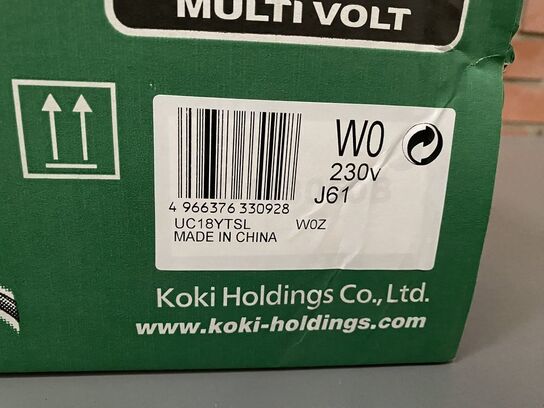 MULTI VOLT
W0
230v
J61
4 966376 330928
UC18YTSL W0Z
MADE IN CHINA
Koki Holdings Co., Ltd.
www.koki-holdings.com